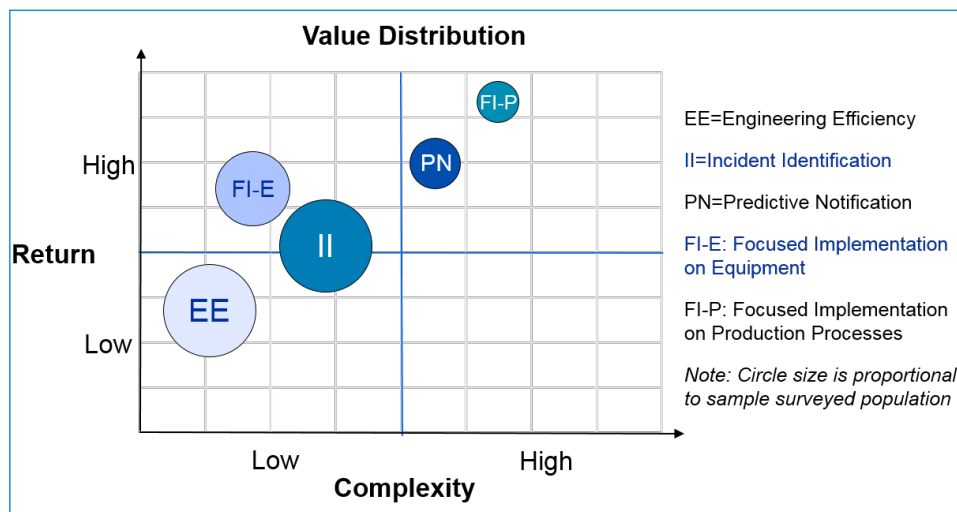 Value Distribution
FI-P
PN
High
FI-E
II
Return
EE
Low
Low
High
Complexity
EE=Engineering Efficiency
II=Incident Identification
PN=Predictive Notification
FI-E: Focused Implementation
on Equipment
FI-P: Focused Implementation
on Production Processes
Note: Circle size is proportional
to sample surveyed population